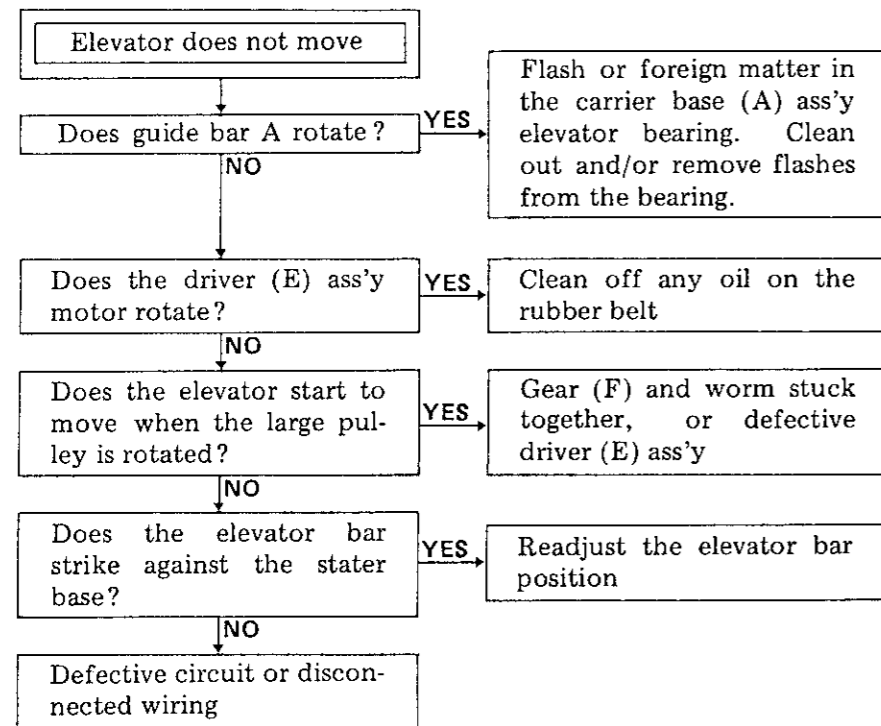 Elevator does not move
Does guide bar A rotate?
YES
Flash or foreign matter in
the carrier base (A) ass'y
elevator bearing. Clean
out and/or remove flashes
from the bearing.
NO
Does the driver (E) ass'y
motor rotate?
YES
Clean off any oil on the
rubber belt
NO
Does the elevator start to
move when the large pul-
ley is rotated?
YES
Gear (F) and worm stuck
together, or defective
driver (E) ass'y
NO
Does the elevator bar
strike against the stater
base?
YES
Readjust the elevator bar
position
NO
Defective circuit or discon-
nected wiring